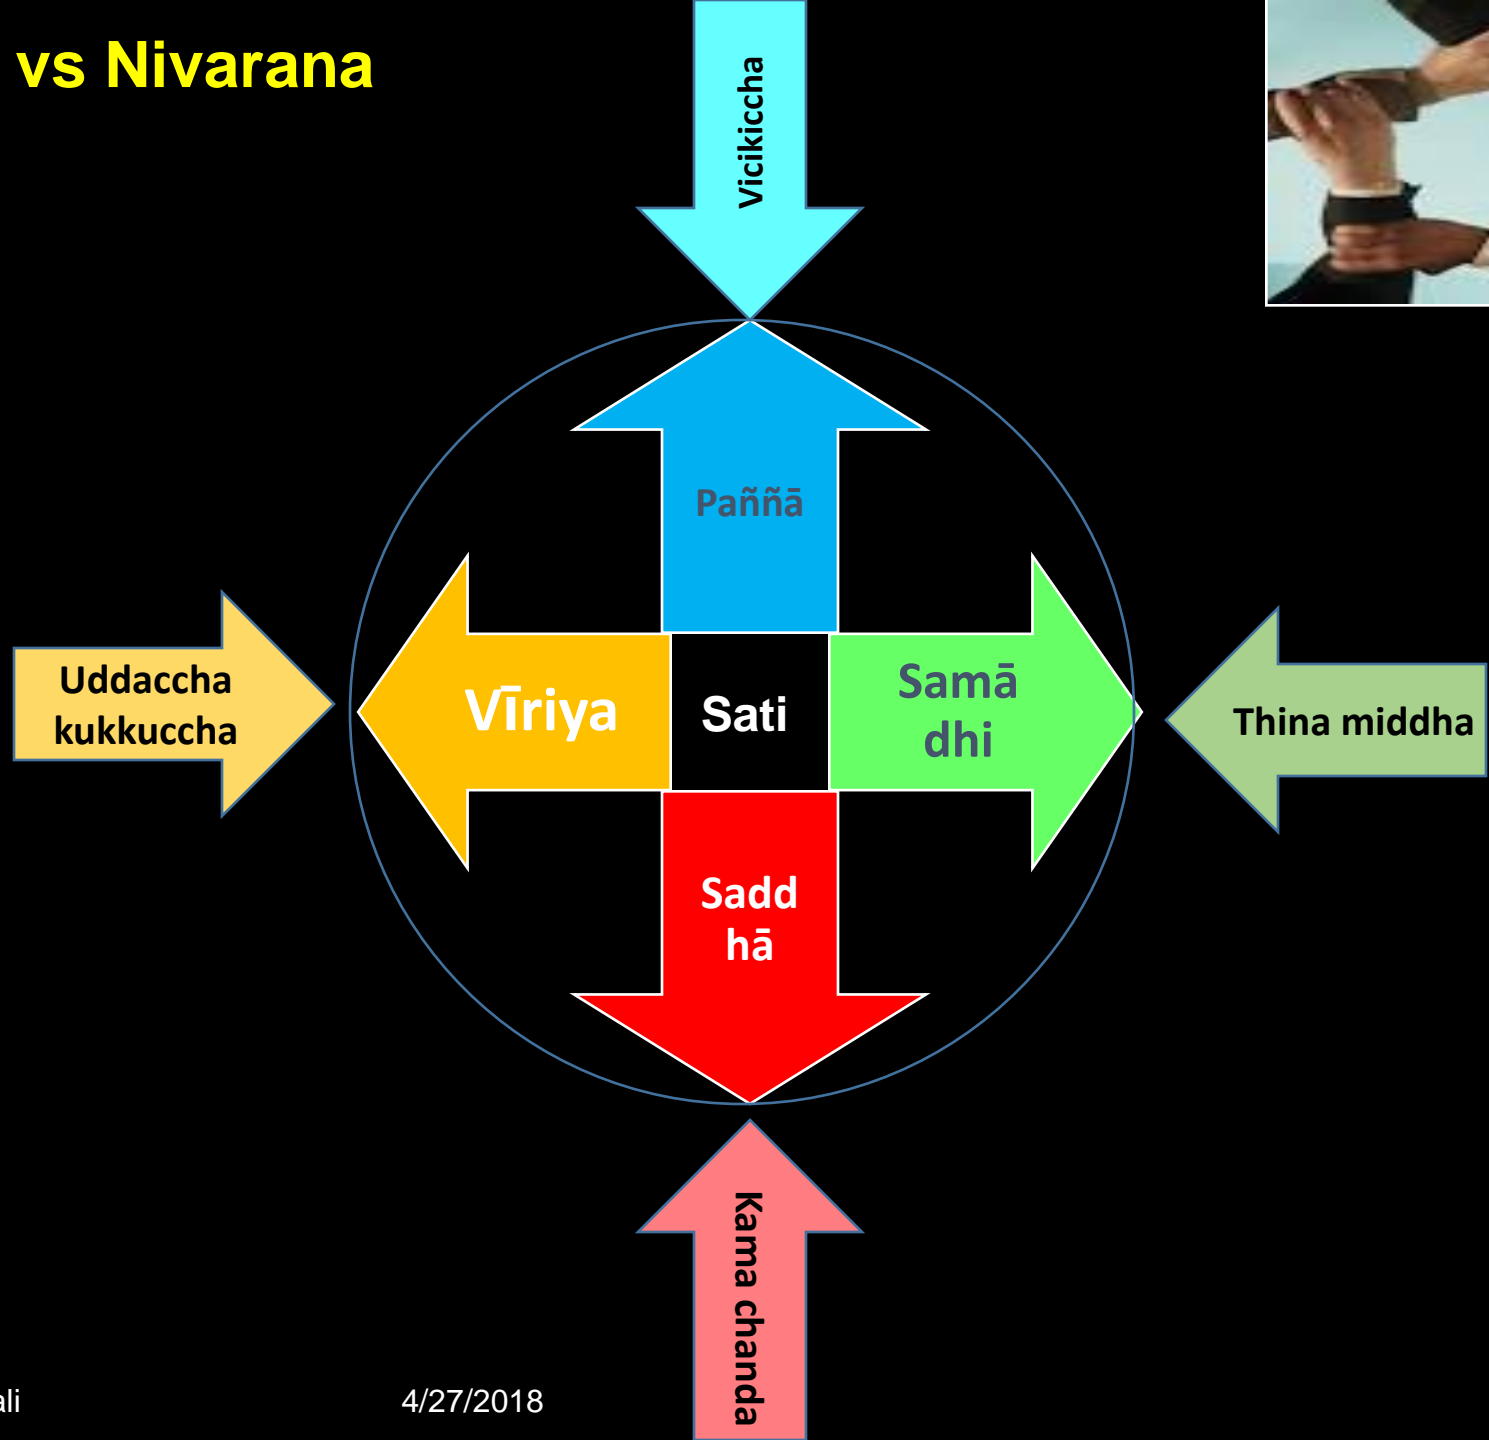 vs Nivarana
Vicikiccha
Paññā
Uddaccha
kukkuccha
Vīriya
Sati
Samā
dhi
Thina middha
Sadd
hā
Kama chanda
ali
4/27/2018